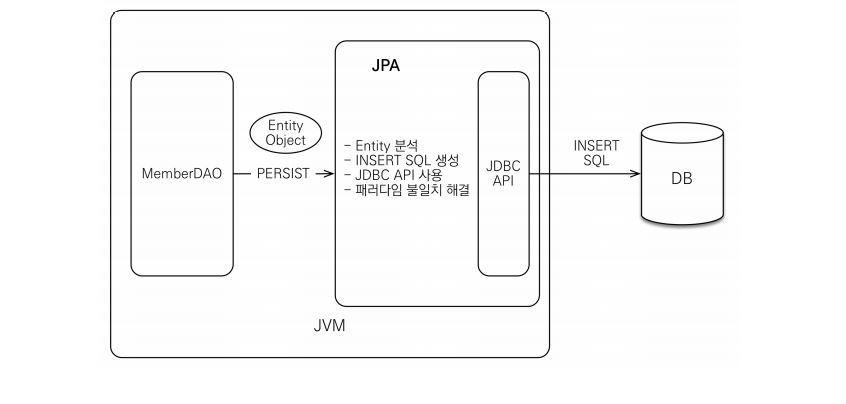 JPA
Entity
Object
MemberDAO
PERSIST
- Entity 분석
- INSERT SQL 생성
- JDBC API 사용
- 패러다임 불일치 해결
JDBC
API
INSERT
SQL
DB
JVM